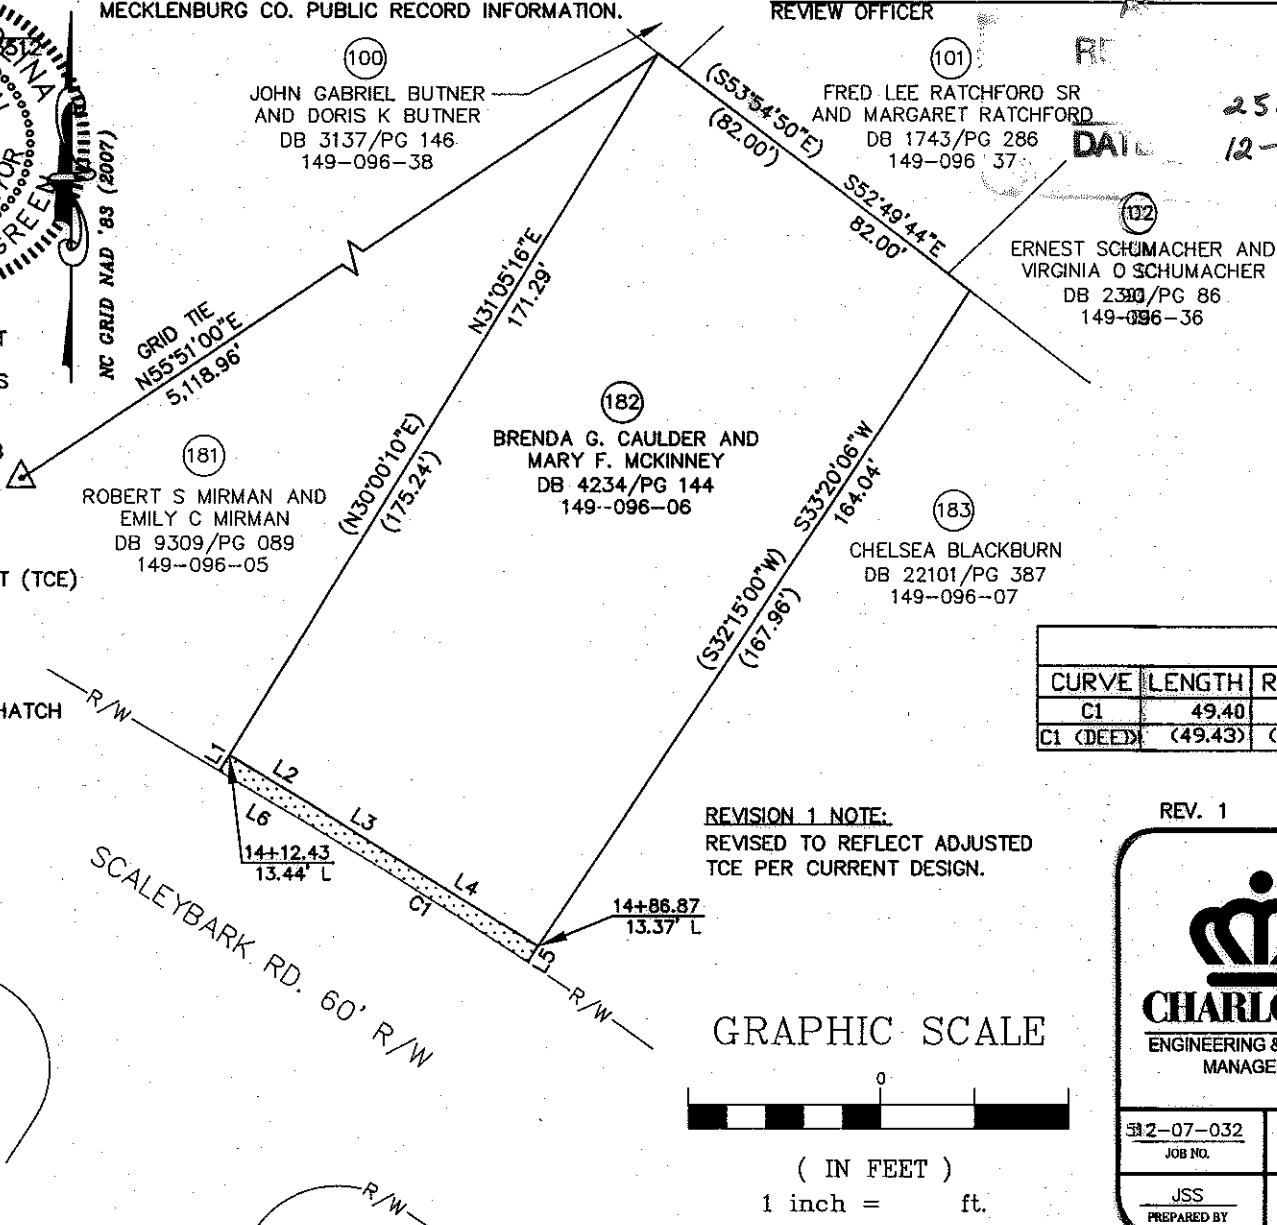 MECKLENBURG CO. PUBLIC RECORD INFORMATION.
REVIEW OFFICER
100
JOHN GABRIEL BUTNER
AND DORIS K BUTNER
DB 3137/PG 146
149-096-38
101
FRED LEE RATCHFORD SR
AND MARGARET RATCHFORD
DB 1743/PG 286
149-096 37
25.
12-
(S53°54'50"E)
(82.00')
S52°49'44"E
82.00'
ERNEST SCHUMACHER AND
VIRGINIA O SCHUMACHER
149-096-36
NC GRID NAD '83 (2007)
GRID TIE
N55°51'00"E
5,118.96'
N31°05'16"E
171.29'
(N30°00'10"E)
(175.24')
181
ROBERT S MIRMAN AND
EMILY C MIRMAN
DB 9309/PG 089
149--096--05
182
BRENDA G. CAULDER AND
MARY F. MCKINNEY
DB 4234/PG 144
149--096-06
S33°20'06"W
164.04'
(S32°15'00"W)
(167.96')
183
CHELSEA BLACKBURN
DB 22101/PG 387
149--096--07
T (TCE)
HATCH
CURVE LENGTH R
C1 49.40
C1 (DEED) (49.43) (
R/W
L1
L2
L3
L4
L5
L6
C1
14+12.43
13.44' L
14+86.87
13.37' L
R/W
SCALEYBARK RD. 60' R/W
REVISION 1 NOTE:
REVISED TO REFLECT ADJUSTED
TCE PER CURRENT DESIGN.
REV. 1
CHARLO
ENGINEERING &
MANAGE
GRAPHIC SCALE
0
( IN FEET )
1 inch = ft.
512-07-032
JOB NO.
JSS
PREPARED BY
R/W